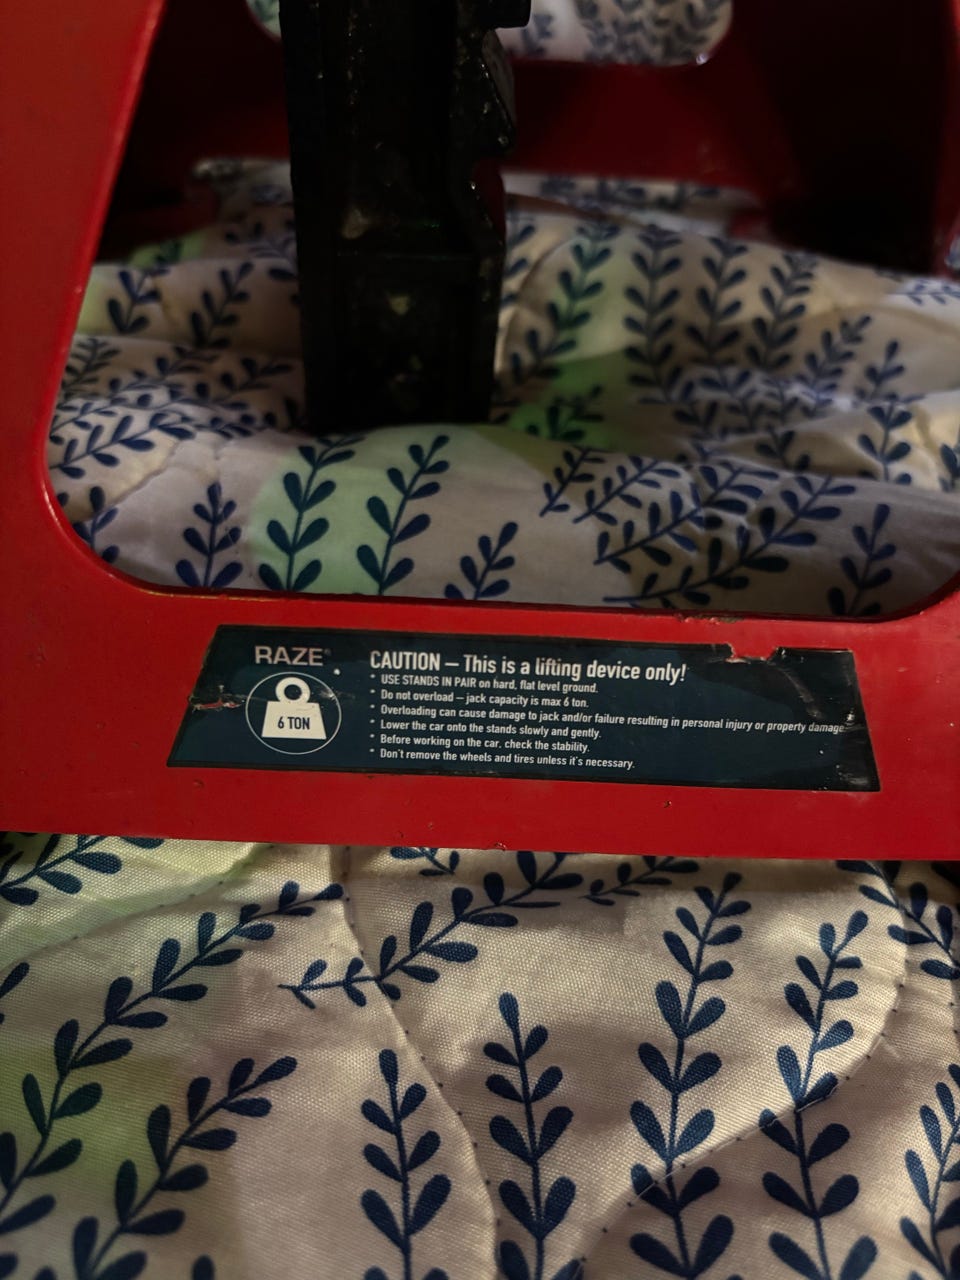 RAZE®
6 TON
CAUTION – This is a lifting device only!
* USE STANDS IN PAIR on hard, flat level ground.
* Do not overload – jack capacity is max 6 ton.
* Overloading can cause damage to jack and/or failure resulting in personal injury or property damage
* Lower the car onto the stands slowly and gently.
* Before working on the car, check the stability.
* Don't remove the wheels and tires unless it's necessary.